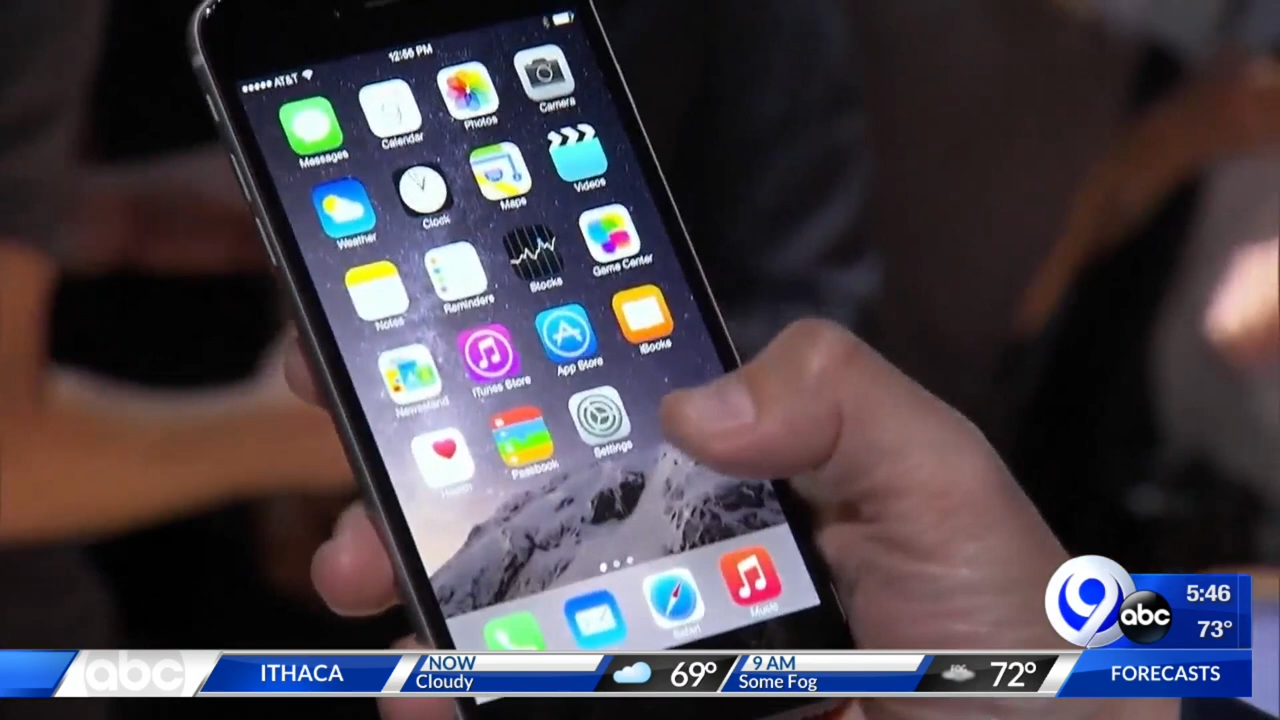 AT&T
12:56 PM
Messages
Calendar
Photos
Camera
Weather
Clock
Maps
Videos
Notes
Reminders
Stocks
Game Center
Newsstand
iTunes Store
App Store
iBooks
Health
Passbook
Settings
Safari
Music
9
abc
5:46
73°
abc
ITHACA
NOW
Cloudy
69°
9 AM
Some Fog
FOG
72°
FORECASTS